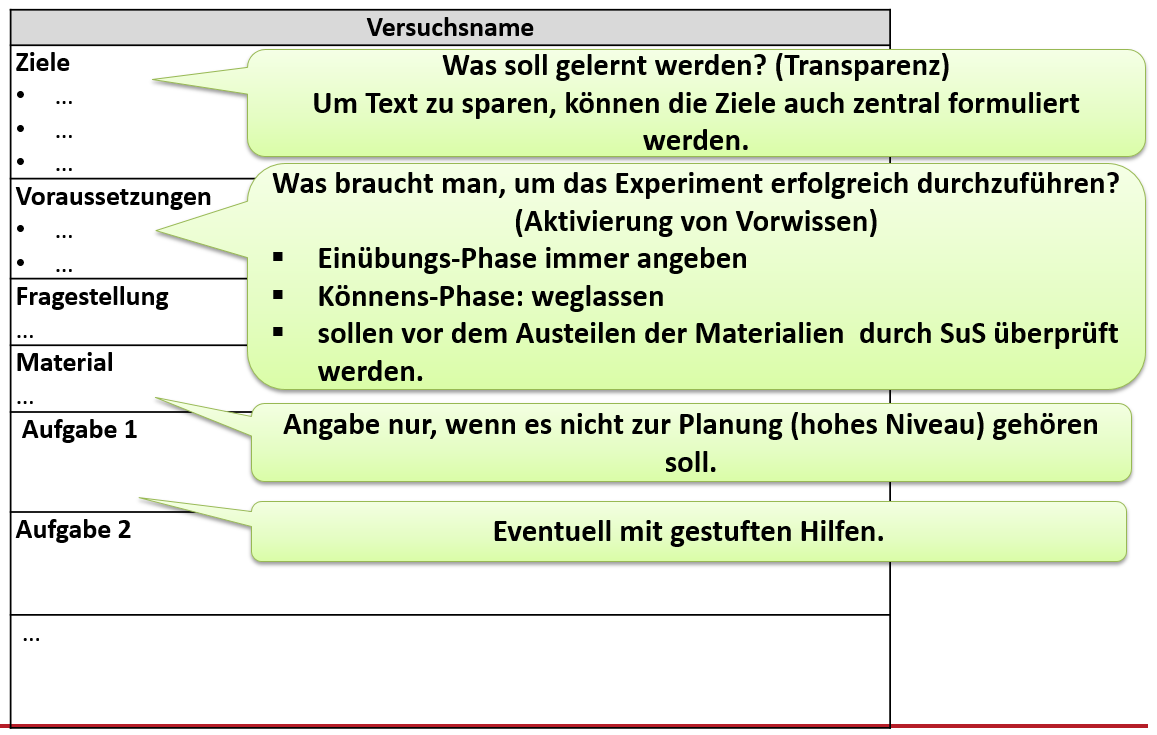 Versuchsname
Ziele
• ...
• ...
• ...
Was soll gelernt werden? (Transparenz)
Um Text zu sparen, können die Ziele auch zentral formuliert
werden.
Voraussetzungen
• ...
• ...
Was braucht man, um das Experiment erfolgreich durchzuführen?
(Aktivierung von Vorwissen)
▪ Einübungs-Phase immer angeben
▪ Könnens-Phase: weglassen
▪ sollen vor dem Austeilen der Materialien durch SuS überprüft
werden.
Fragestellung
...
Material
...
Angabe nur, wenn es nicht zur Planung (hohes Niveau) gehören
soll.
Aufgabe 1
Eventuell mit gestuften Hilfen.
Aufgabe 2
...